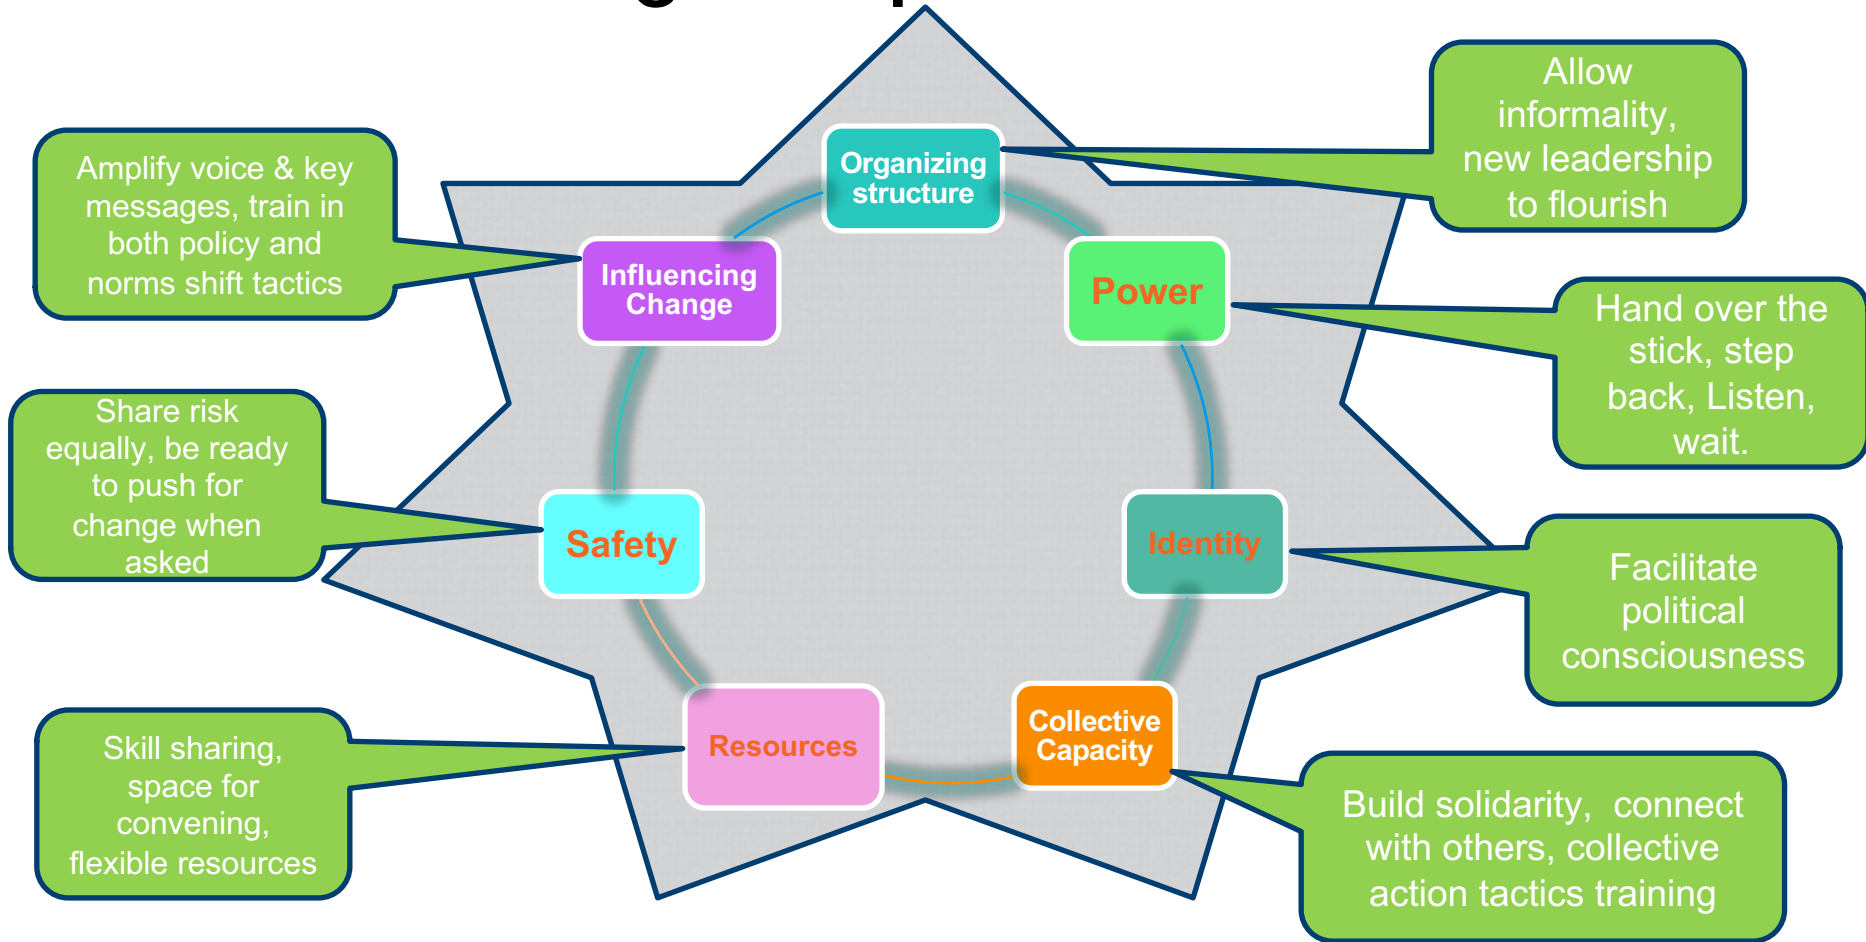 Organizing
structure
Allow
informality,
new leadership
to flourish
Power
Hand over the
stick, step
back, Listen,
wait.
Identity
Facilitate
political
consciousness
Collective
Capacity
Build solidarity,  connect
with others, collective
action tactics training
Resources
Skill sharing,
space for
convening,
flexible resources
Safety
Share risk
equally, be ready
to push for
change when
asked
Influencing
Change
Amplify voice & key
messages, train in
both policy and
norms shift tactics